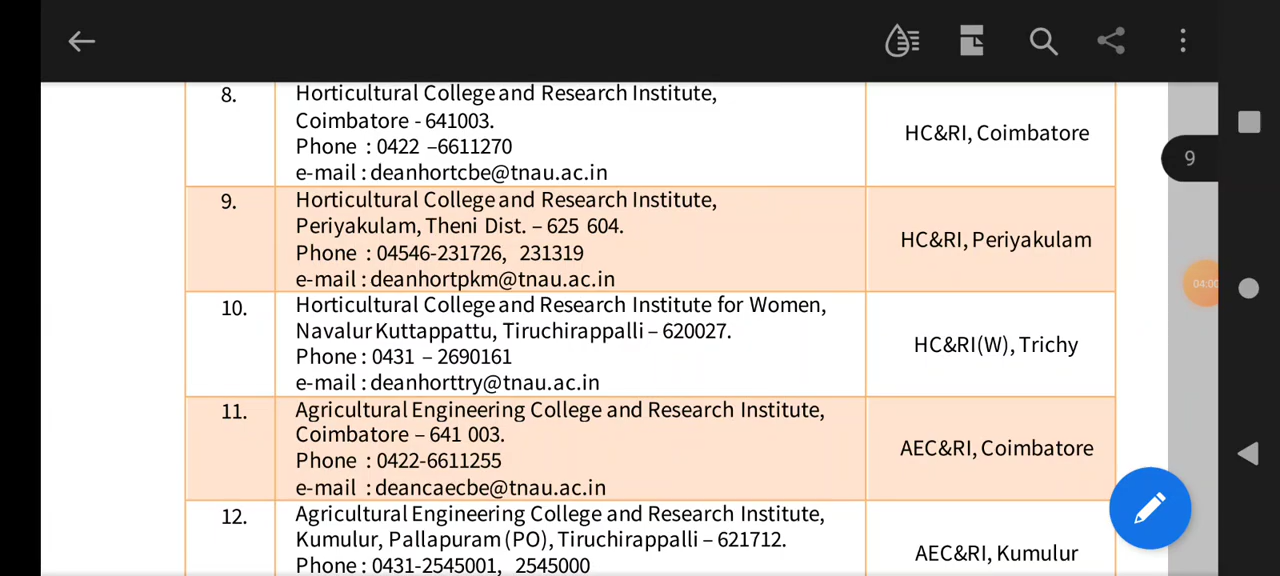 8.
Horticultural College and Research Institute,
Coimbatore - 641003.
Phone : 0422 –6611270
e-mail : deanhortcbe@tnau.ac.in
HC&RI, Coimbatore
9
9.
Horticultural College and Research Institute,
Periyakulam, Theni Dist. – 625 604.
Phone : 04546-231726, 231319
e-mail : deanhortpkm@tnau.ac.in
HC&RI, Periyakulam
04:00
10.
Horticultural College and Research Institute for Women,
Navalur Kuttappattu, Tiruchirappalli – 620027.
Phone : 0431 – 2690161
e-mail : deanhorttry@tnau.ac.in
HC&RI(W), Trichy
11.
Agricultural Engineering College and Research Institute,
Coimbatore – 641 003.
Phone : 0422-6611255
e-mail : deancaecbe@tnau.ac.in
AEC&RI, Coimbatore
12.
Agricultural Engineering College and Research Institute,
Kumulur, Pallapuram (PO), Tiruchirappalli – 621712.
Phone : 0431-2545001, 2545000
AEC&RI, Kumulur